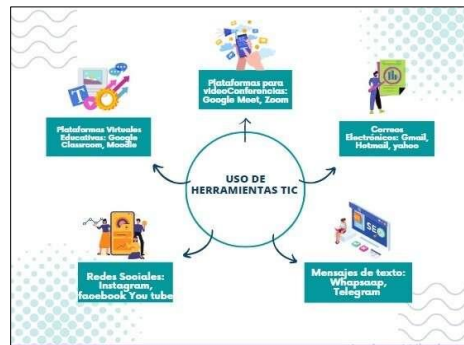 Plataformas para
videoConferencias:
Google Meet, Zoom
Plataformas Virtuales
Educativas: Google
Classroom, Moodle
Correos
Electrónicos: Gmail,
Hotmail, yahoo
USO DE
HERRAMIENTAS TIC
Redes Sociales:
Instagram,
facebook You tube
Mensajes de texto:
Whapsaap,
Telegram
SEO
T